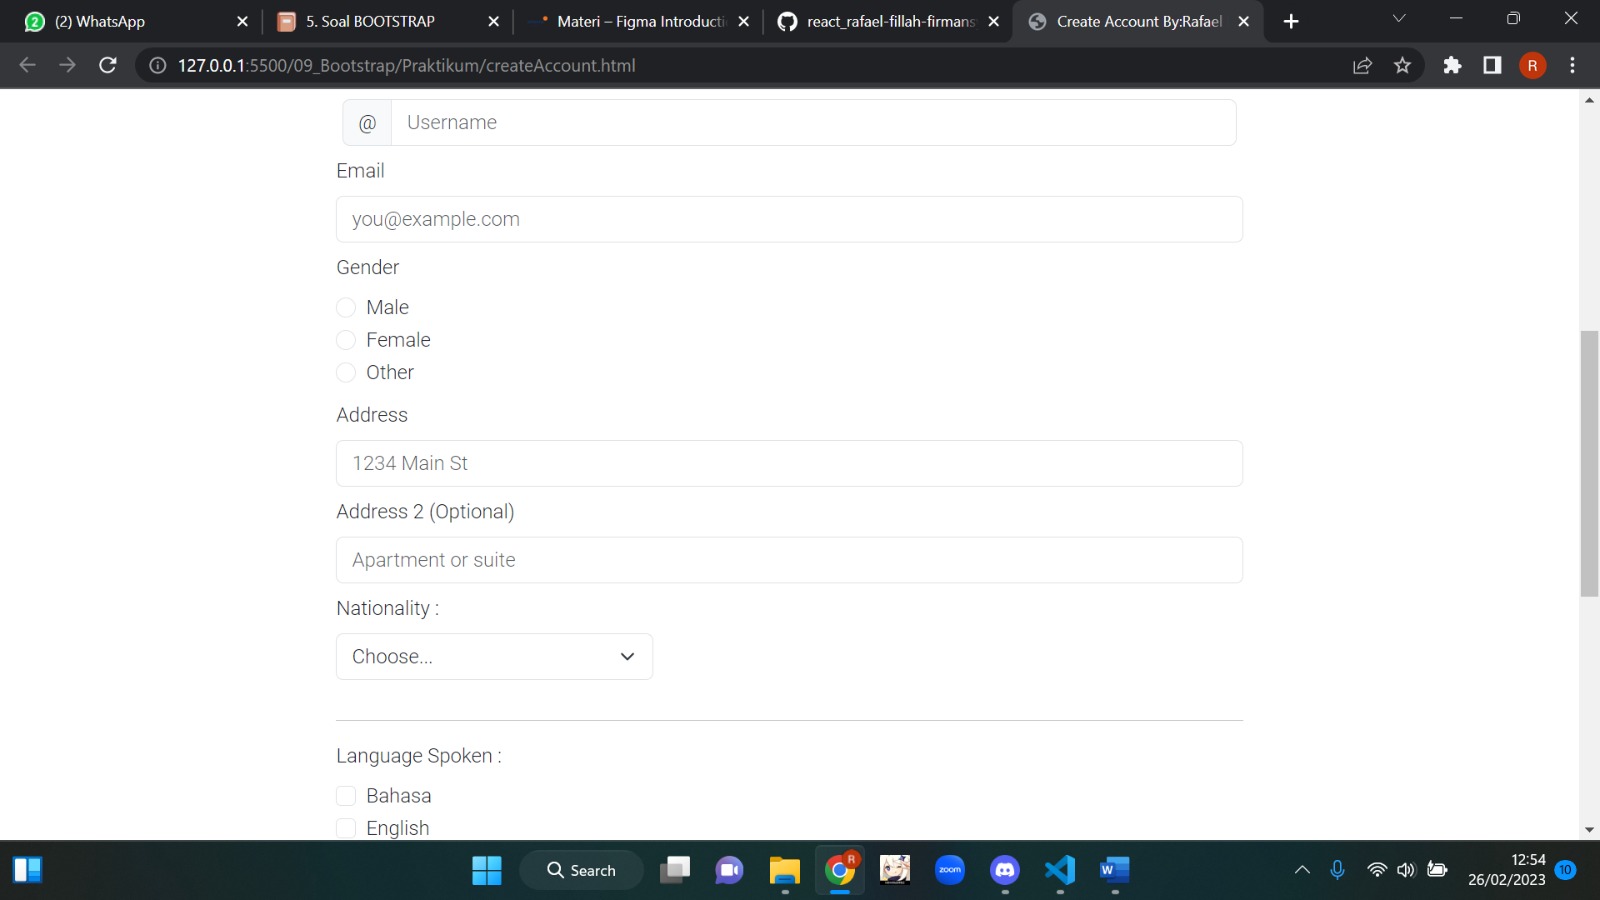 (2) WhatsApp
5. Soal BOOTSTRAP
Materi – Figma Introducti
react_rafael-fillah-firmans
Create Account By:Rafael
127.0.0.1:5500/09_Bootstrap/Praktikum/createAccount.html
R
@ Username
Email
you@example.com
Gender
Male
Female
Other
Address
1234 Main St
Address 2 (Optional)
Apartment or suite
Nationality :
Choose...
Language Spoken :
Bahasa
English
Search
R
zoom
W
12:54
26/02/2023
10